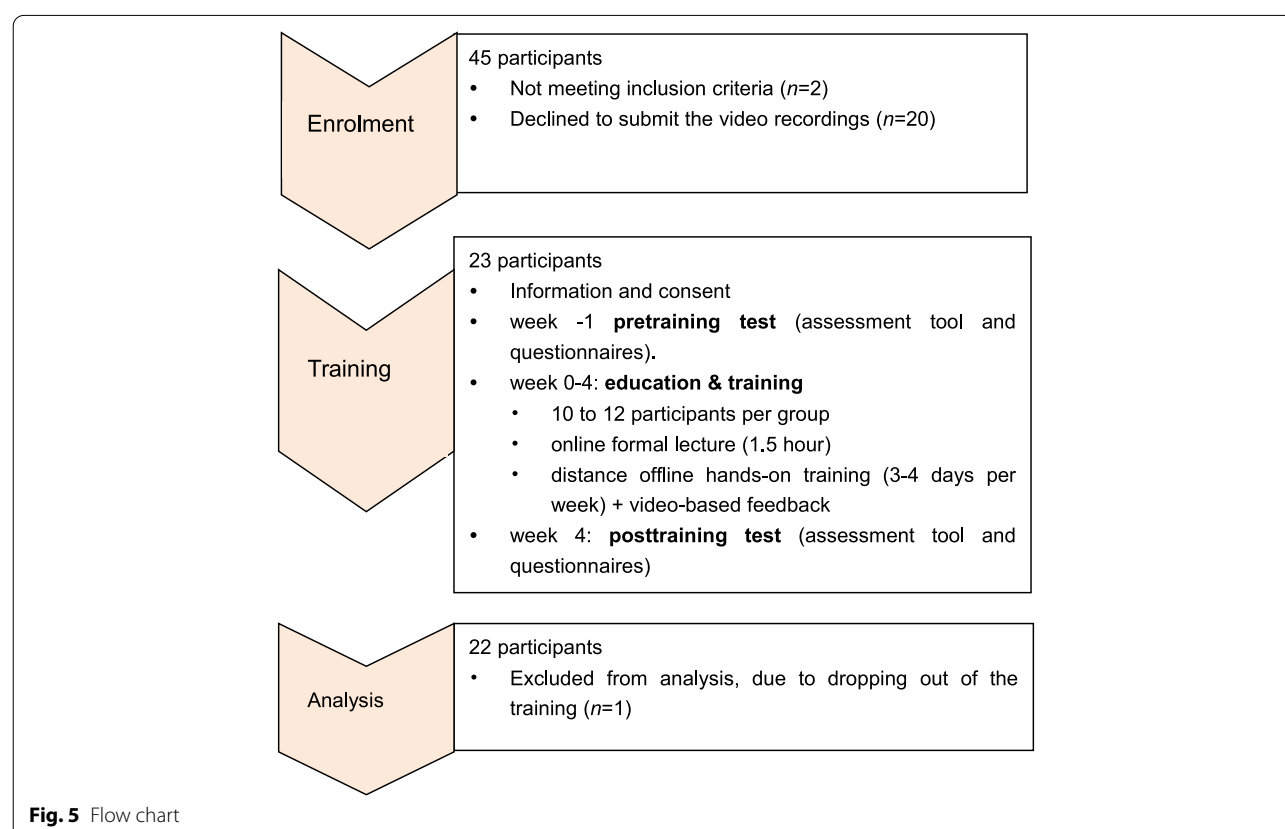 Enrolment
45 participants
• Not meeting inclusion criteria (n=2)
• Declined to submit the video recordings (n=20)
Training
23 participants
• Information and consent
• week -1 pretraining test (assessment tool and
questionnaires).
• week 0-4: education & training
• 10 to 12 participants per group
• online formal lecture (1.5 hour)
• distance offline hands-on training (3-4 days per
week) + video-based feedback
• week 4: posttraining test (assessment tool and
questionnaires)
Analysis
22 participants
• Excluded from analysis, due to dropping out of the
training (n=1)
Fig. 5 Flow chart